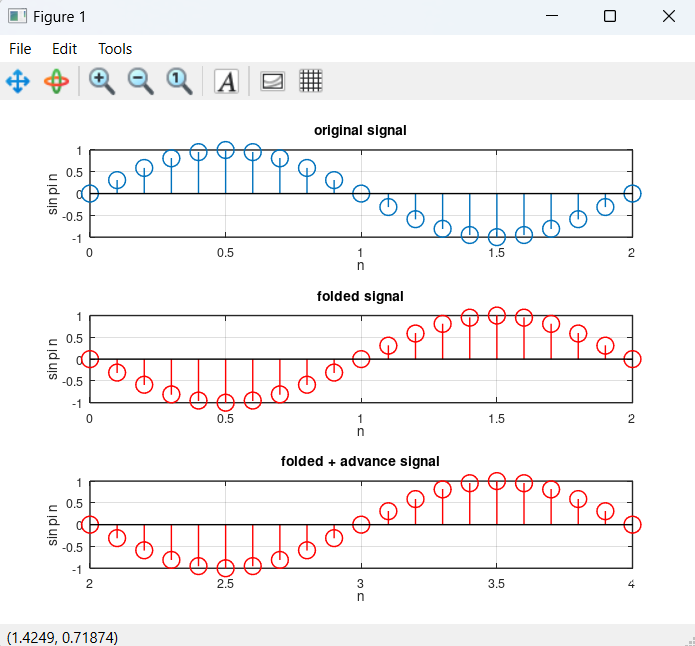 Figure 1
File Edit Tools
A
original signal
1
0.5
0
-0.5
-1
sin pi n
0 0.5 1 1.5 2
n
folded signal
1
0.5
0
-0.5
-1
sin pi n
0 0.5 1 1.5 2
n
folded + advance signal
1
0.5
0
-0.5
-1
sin pi n
2 2.5 3 3.5 4
n
(1.4249, 0.71874)